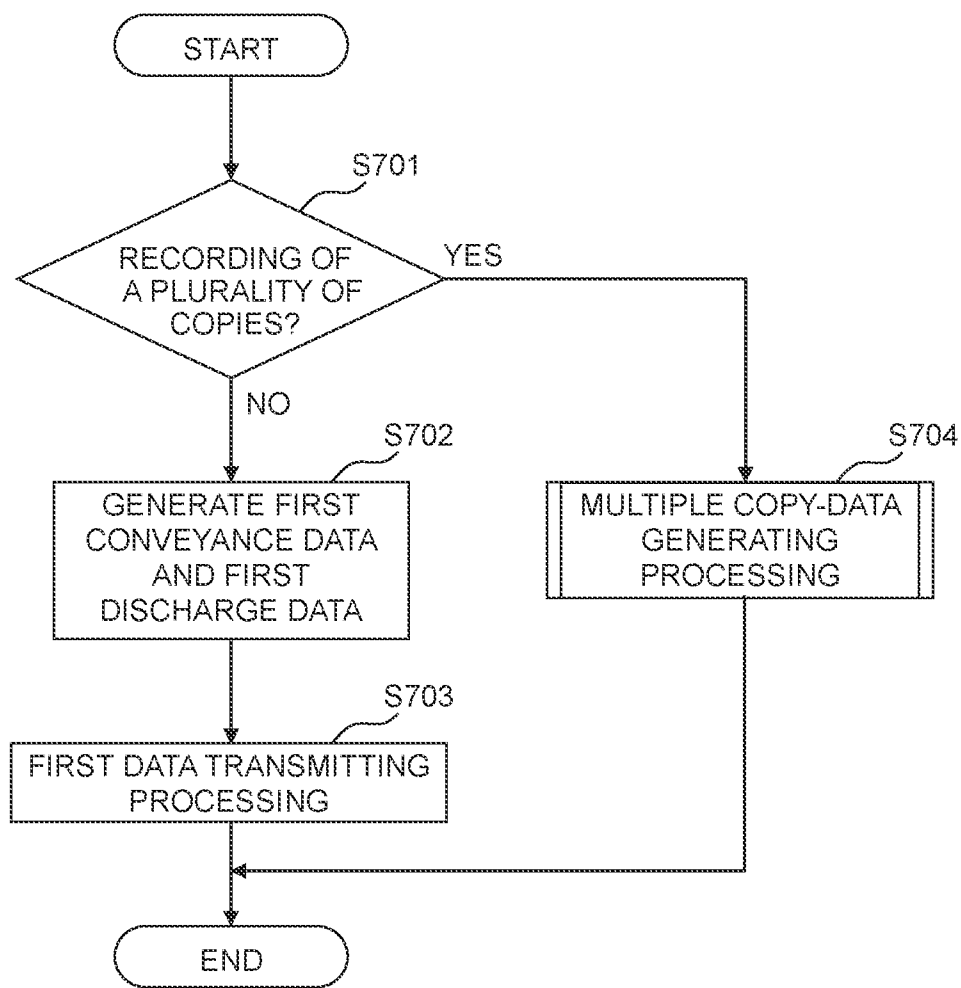 START
S701
RECORDING OF
A PLURALITY OF
COPIES?
YES
NO
S702
GENERATE FIRST
CONVEYANCE DATA
AND FIRST
DISCHARGE DATA
S704
MULTIPLE COPY-DATA
GENERATING
PROCESSING
S703
FIRST DATA TRANSMITTING
PROCESSING
END